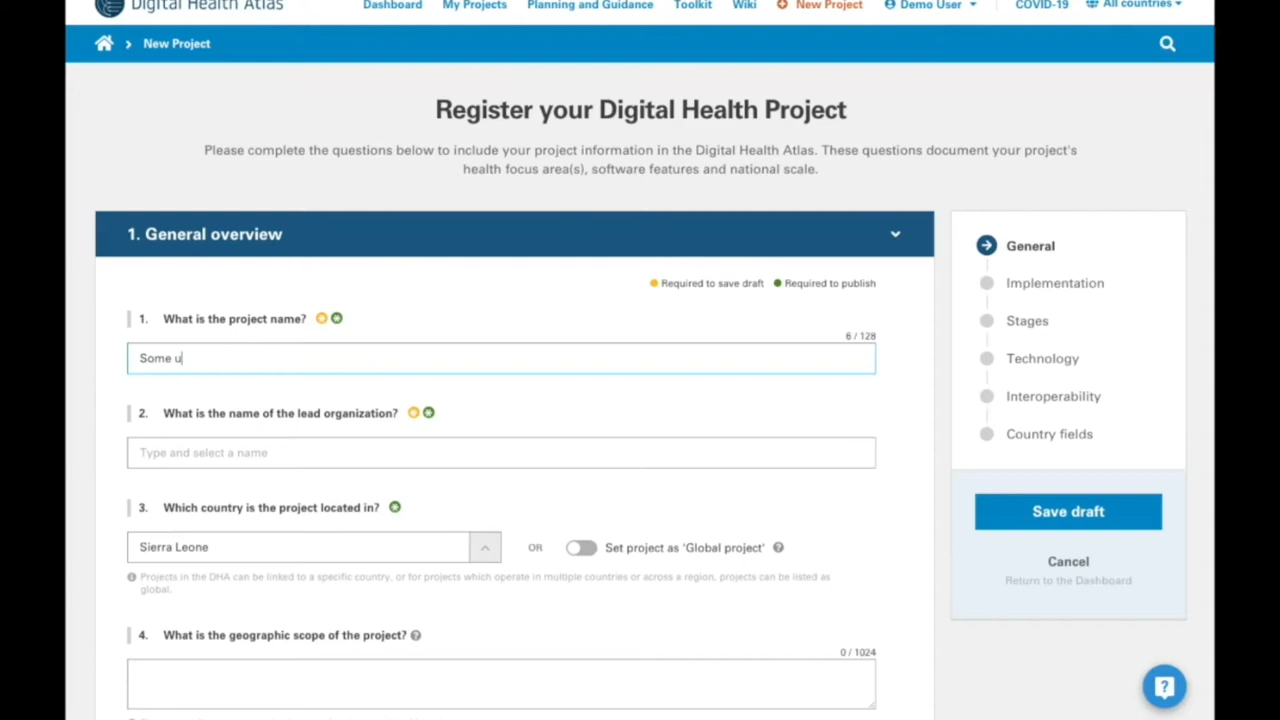 Digital Health Atlas
Dashboard My Projects Planning and Guidance Toolkit Wiki New Project Demo User COVID-19 All countries
New Project
Register your Digital Health Project
Please complete the questions below to include your project information in the Digital Health Atlas. These questions document your project's
health focus area(s), software features and national scale.
1. General overview
Required to save draft Required to publish
1. What is the project name?
6 / 128
Some u
2. What is the name of the lead organization?
Type and select a name
3. Which country is the project located in?
Sierra Leone OR Set project as 'Global project'
Projects in the DHA can be linked to a specific country, or for projects which operate in multiple countries or across a region, projects can be listed as
global.
4. What is the geographic scope of the project?
0 / 1024
General
Implementation
Stages
Technology
Interoperability
Country fields
Save draft
Cancel
Return to the Dashboard